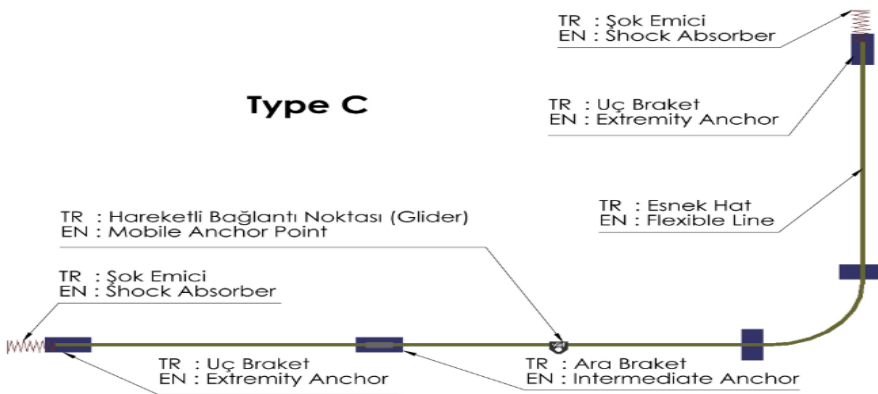 TR : Şok Emici
EN : Shock Absorber
Type C
TR : Uç Braket
EN : Extremity Anchor
TR : Hareketli Bağlantı Noktası (Glider)
EN : Mobile Anchor Point
TR : Esnek Hat
EN : Flexible Line
TR : Şok Emici
EN : Shock Absorber
TR : Uç Braket
EN : Extremity Anchor
TR : Ara Braket
EN : Intermediate Anchor